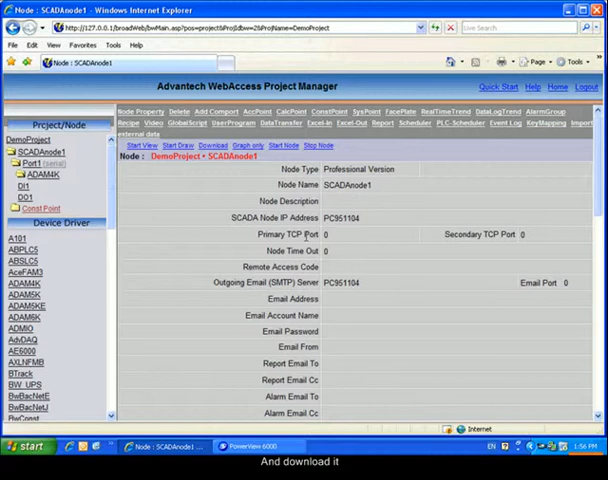 Node : SCADAnode1 - Windows Internet Explorer
http://127.0.0.1/broadWeb/bwMain.asp?pos=project&ProjIdbw=2&ProjName=DemoProject
Live Search
File Edit View Favorites Tools Help
Node : SCADAnode1
Page Tools
Advantech WebAccess Project Manager
Quick Start Help Home Logout
Project/Node
DemoProject
SCADAnode1
Port1 (serial)
ADAM4K
DI1
DO1
Const Point
Device Driver
A101
ABPLC5
ABSLC5
AceFAM3
ADAM4K
ADAM5K
ADAM5KE
ADAM6K
ADMIO
AdvDAQ
AE6000
AXLNFMB
BTrack
BW_UPS
BwBacNetE
BwBacNetJ
BwConst
Node Property Delete Add Comport AccPoint CalcPoint ConstPoint SysPoint FacePlate RealTimeTrend DataLogTrend AlarmGroup
Recipe Video GlobalScript UserProgram DataTransfer Excel-In Excel-Out Report Scheduler PLC-Scheduler Event Log KeyMapping Import
external data
Start View Start Draw Download Graph only Start Node Stop Node
Node : DemoProject • SCADAnode1
Node Type Professional Version
Node Name SCADAnode1
Node Description
SCADA Node IP Address PC951104
Primary TCP Port 0 Secondary TCP Port 0
Node Time Out 0
Remote Access Code
Outgoing Email (SMTP) Server PC951104 Email Port 0
Email Address
Email Account Name
Email Password
Email From
Report Email To
Report Email Cc
Alarm Email To
Alarm Email Cc
Internet
start
Node : SCADAnode1 ...
PowerView 6000
EN
1:56 PM
And download it